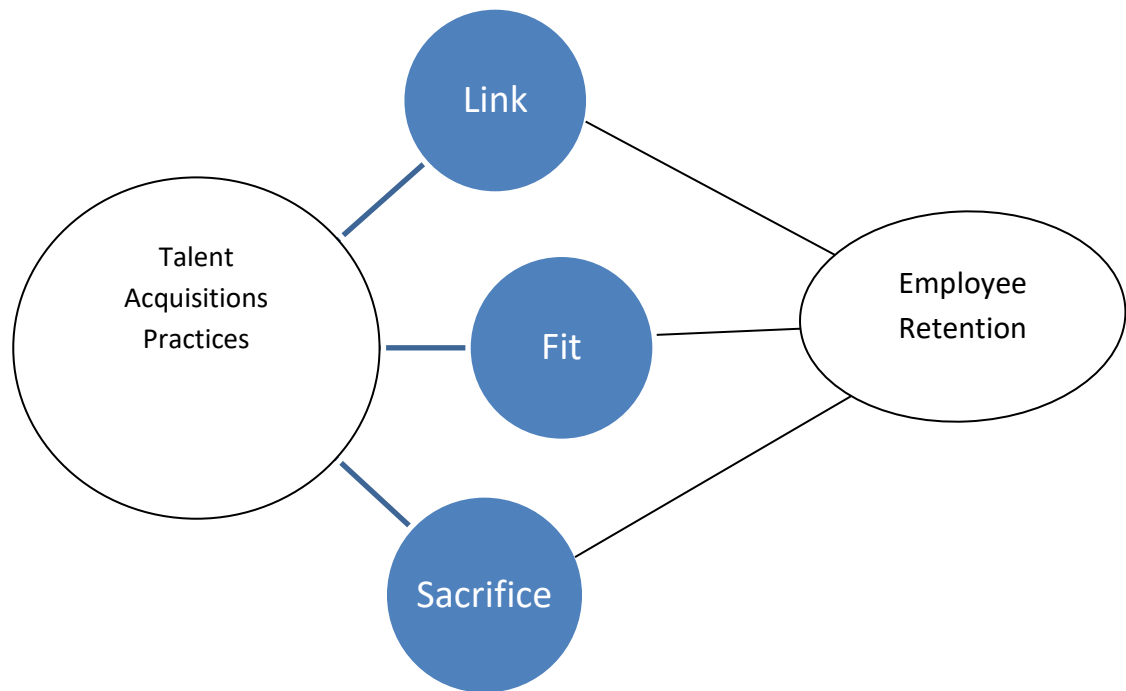 Link
Talent
Acquisitions
Practices
Fit
Employee
Retention
Sacrifice